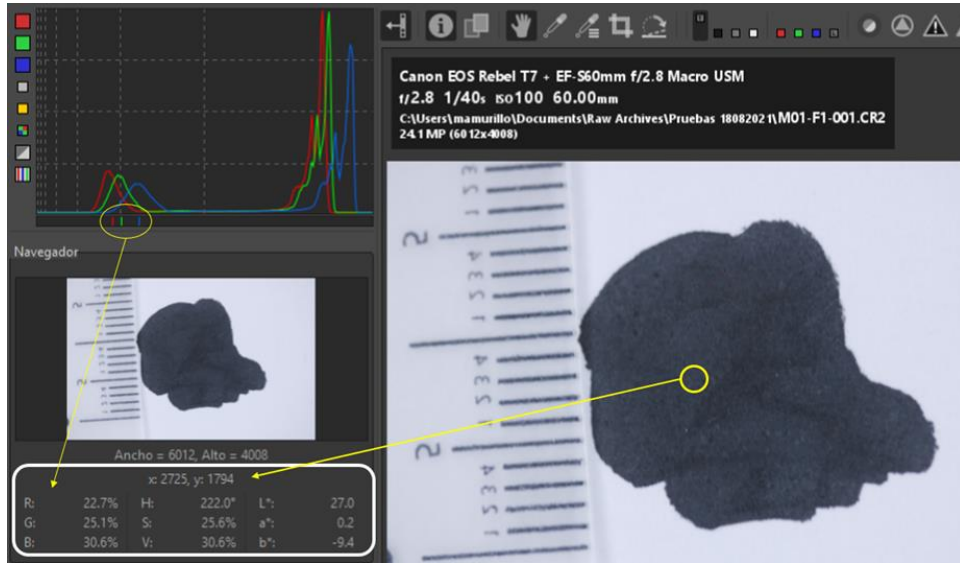 Canon EOS Rebel T7 + EF-S60mm f/2.8 Macro USM
f/2.8 1/40s ISO100 60.00mm
C:\Users\mamurillo\Documents\Raw Archives\Pruebas 18082021\M01-F1-001.CR2
24.1 MP (6012x4008)
Navegador
Ancho = 6012, Alto = 4008
x: 2725, y: 1794
R: 22.7% H: 222.0° L*: 27.0
G: 25.1% S: 25.6% a*: 0.2
B: 30.6% V: 30.6% b*: -9.4